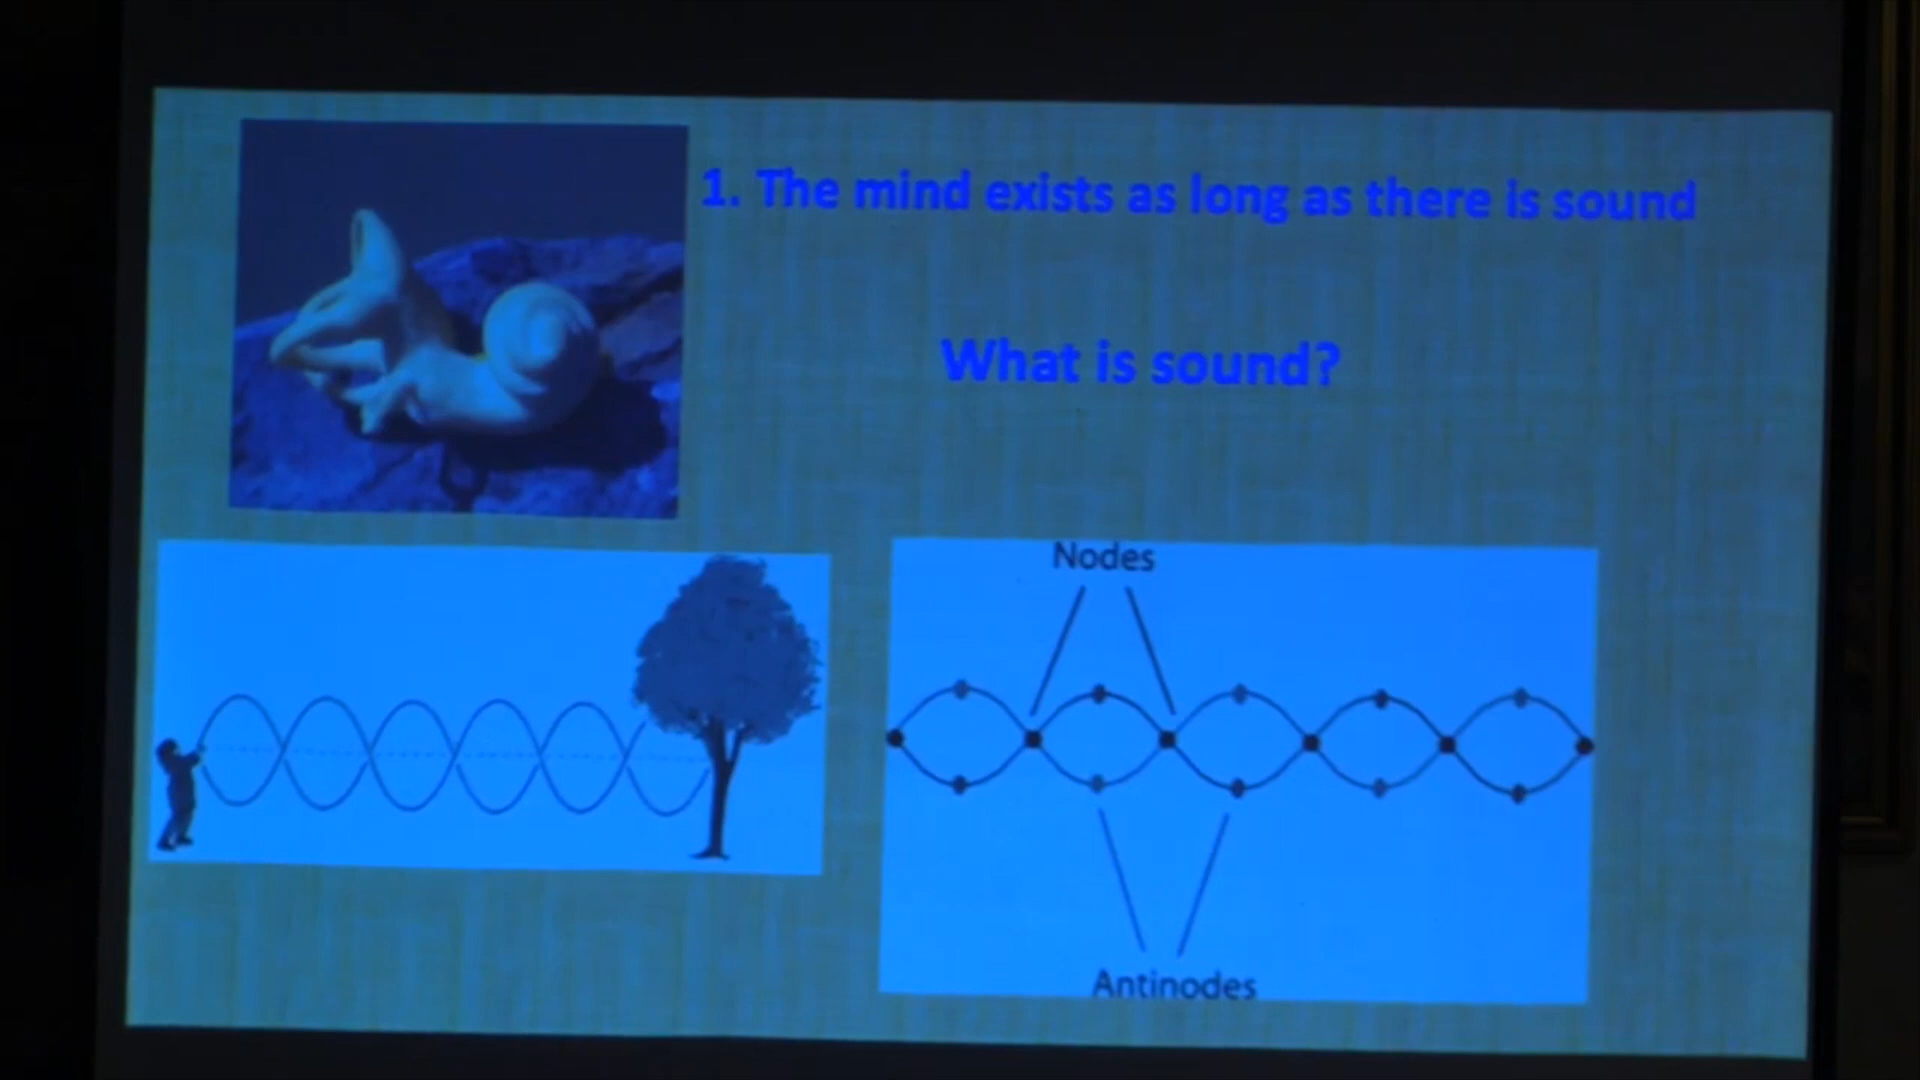 1. The mind exists as long as there is sound
What is sound?
Nodes
Antinodes